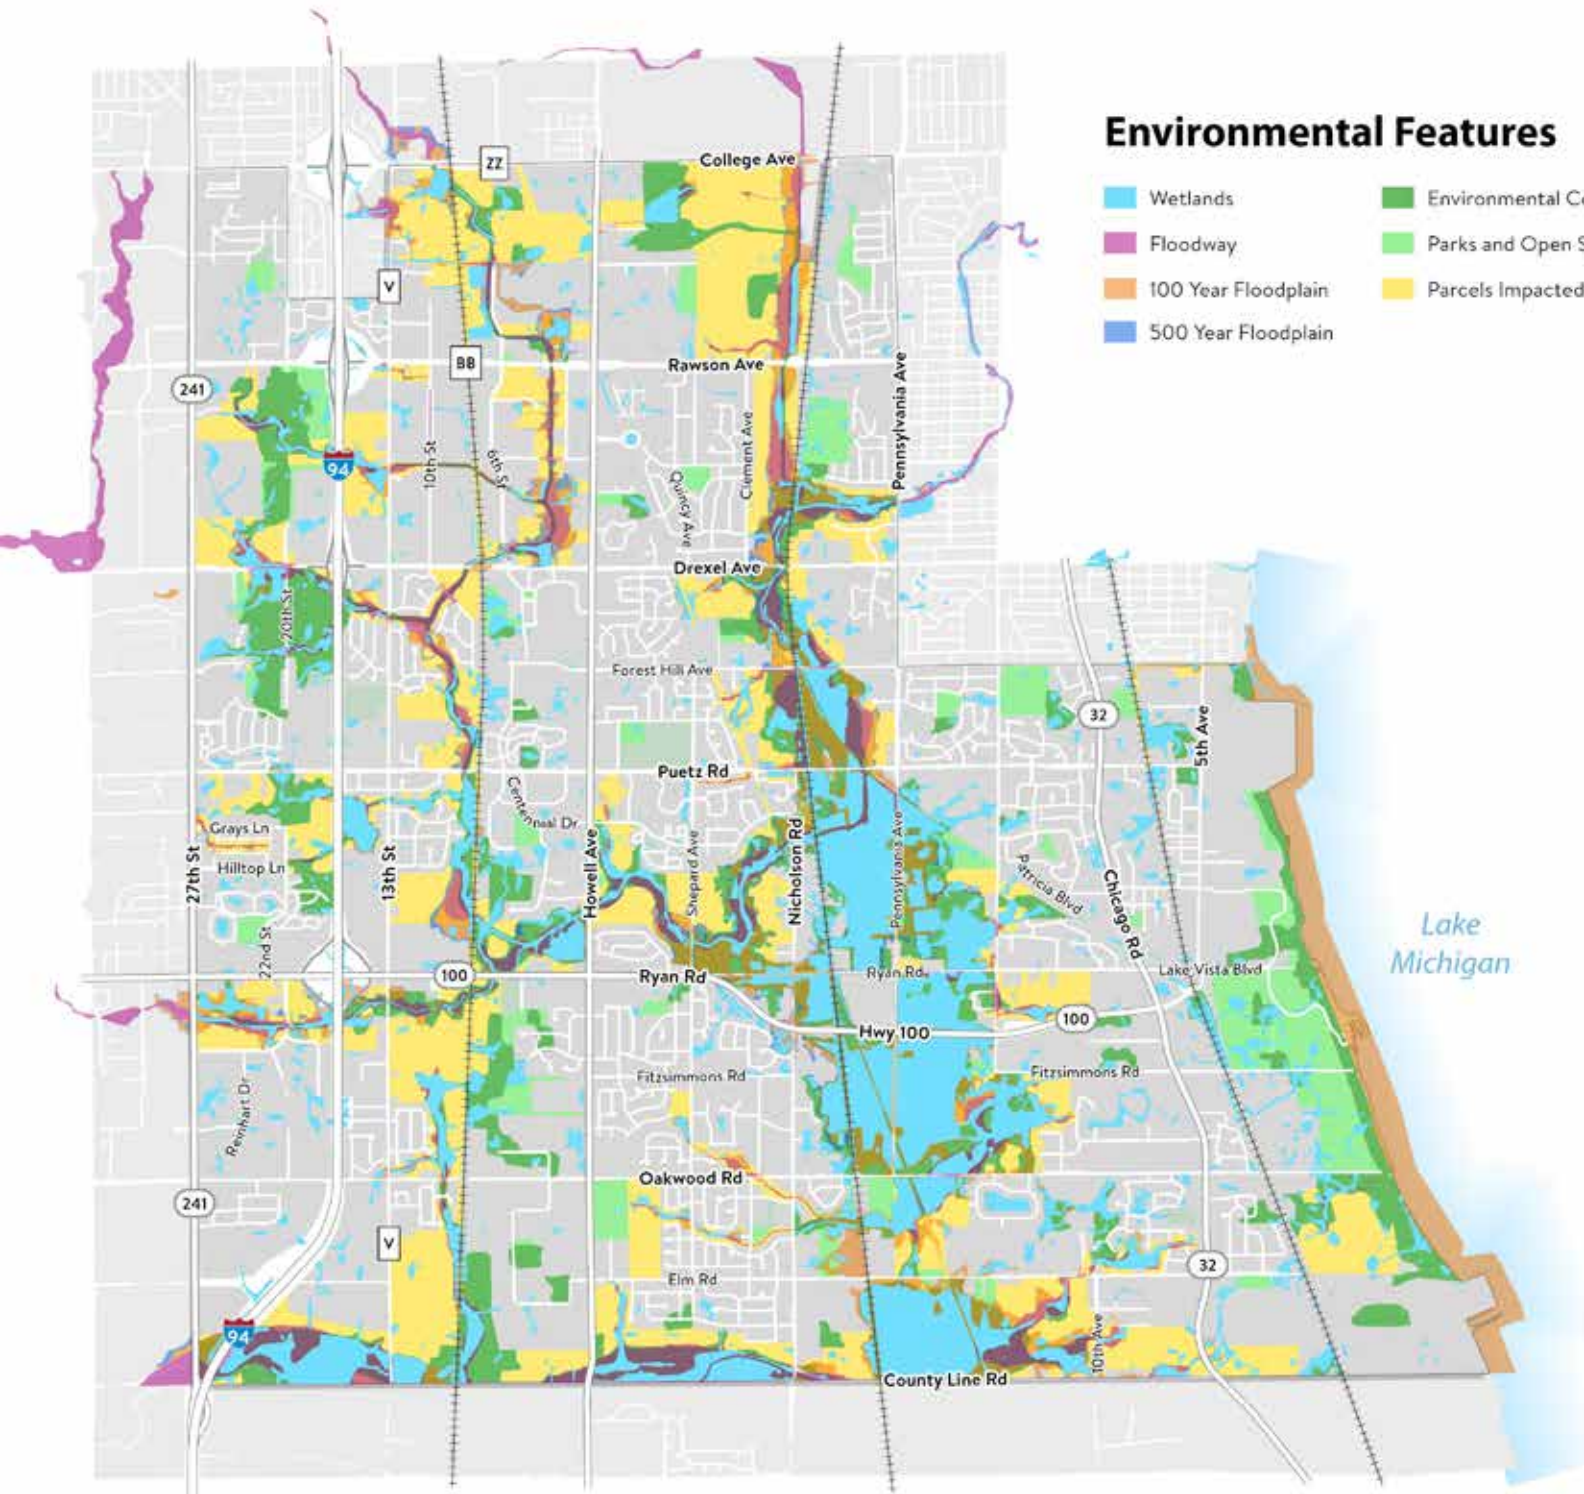 Environmental Features
Wetlands
Floodway
100 Year Floodplain
500 Year Floodplain
Environmental Co
Parks and Open S
Parcels Impacted
ZZ
College Ave
V
BB
Rawson Ave
241
94
10th St
6th St
Quincy Ave
Clement Ave
Pennsylvania Ave
Drexel Ave
20th St
Forest Hill Ave
32
5th Ave
Puetz Rd
Centennial Dr
Grays Ln
Hilltop Ln
27th St
13th St
Howell Ave
Shepard Ave
Nicholson Rd
Pennsylvania Ave
Patricia Blvd
Chicago Rd
22nd St
Lake
Michigan
100
Ryan Rd
Ryan Rd
Lake Vista Blvd
Hwy 100
100
Fitzsimmons Rd
Fitzsimmons Rd
Reinhart Dr
Oakwood Rd
241
V
Elm Rd
32
94
10th Ave
County Line Rd